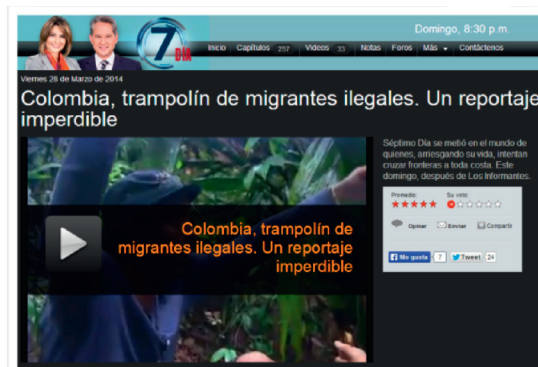 Domingo, 8:30 p.m.
7
DÍA
Inicio Capítulos 257 Videos 33 Notas Foros Más Contáctenos
Viernes 28 de Marzo de 2014
Colombia, trampolín de migrantes ilegales. Un reportaje
imperdible
Séptimo Día se metió en el mundo de
quienes, arriesgando su vida, intentan
cruzar fronteras a toda costa. Este
domingo, después de Los Informantes.
Promedio: Su voto:
Opinar Enviar Compartir
Me gusta 7 Tweet 24
Colombia, trampolín de
migrantes ilegales. Un reportaje
imperdible